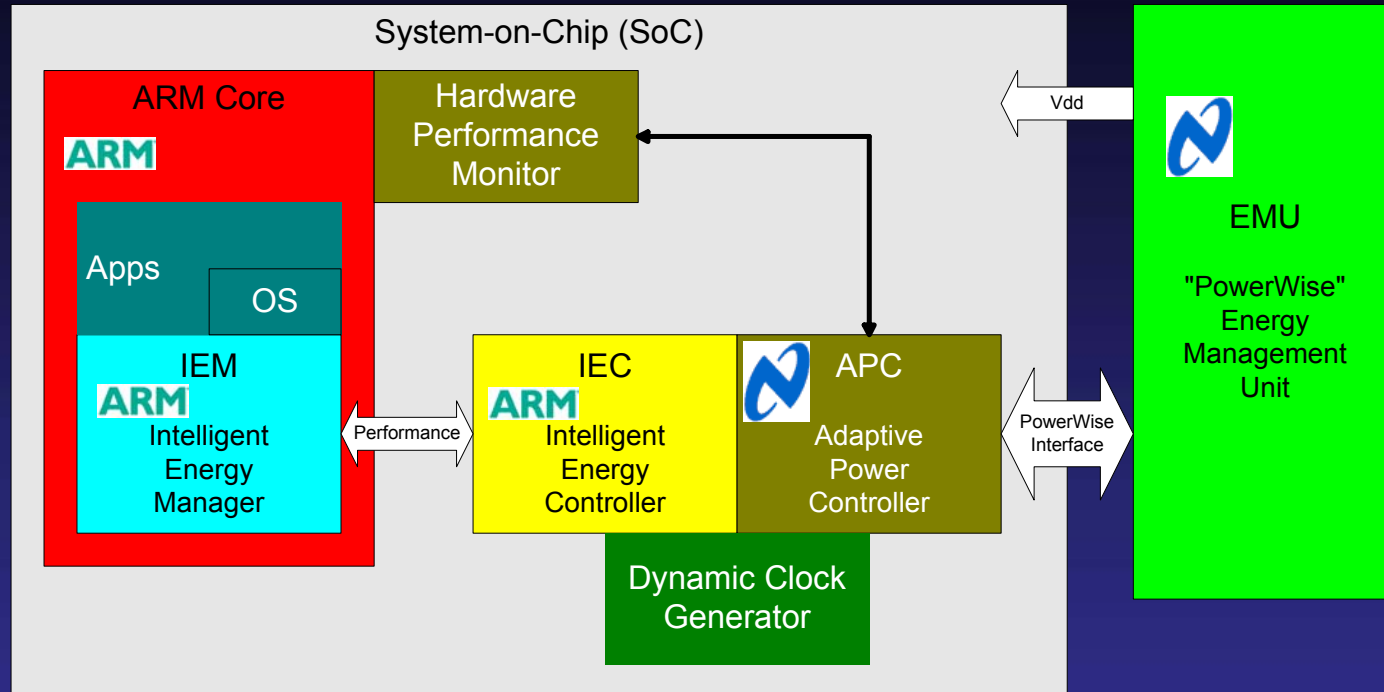 System-on-Chip (SoC)
ARM Core
ARM
Hardware
Performance
Monitor
Vdd
EMU
"PowerWise"
Energy
Management
Unit
Apps
OS
IEM
ARM
Intelligent
Energy
Manager
Performance
IEC
ARM
Intelligent
Energy
Controller
APC
Adaptive
Power
Controller
PowerWise
Interface
Dynamic Clock
Generator